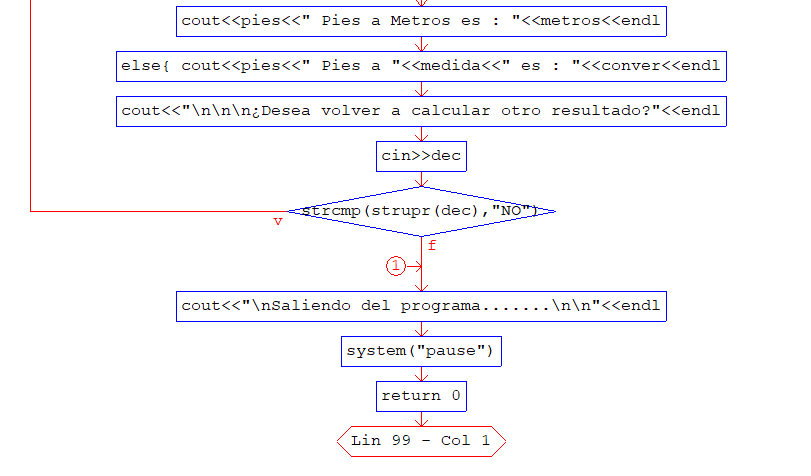 cout<<pies<<" Pies a Metros es : "<<metros<<endl
else{ cout<<pies<<" Pies a "<<medida<<" es : "<<conver<<endl
cout<<"\n\n\n¿Desea volver a calcular otro resultado?"<<endl
cin>>dec
strcmp(strupr(dec),"NO")
v
f
1
cout<<"\nSaliendo del programa.......\n\n"<<endl
system("pause")
return 0
Lin 99 - Col 1